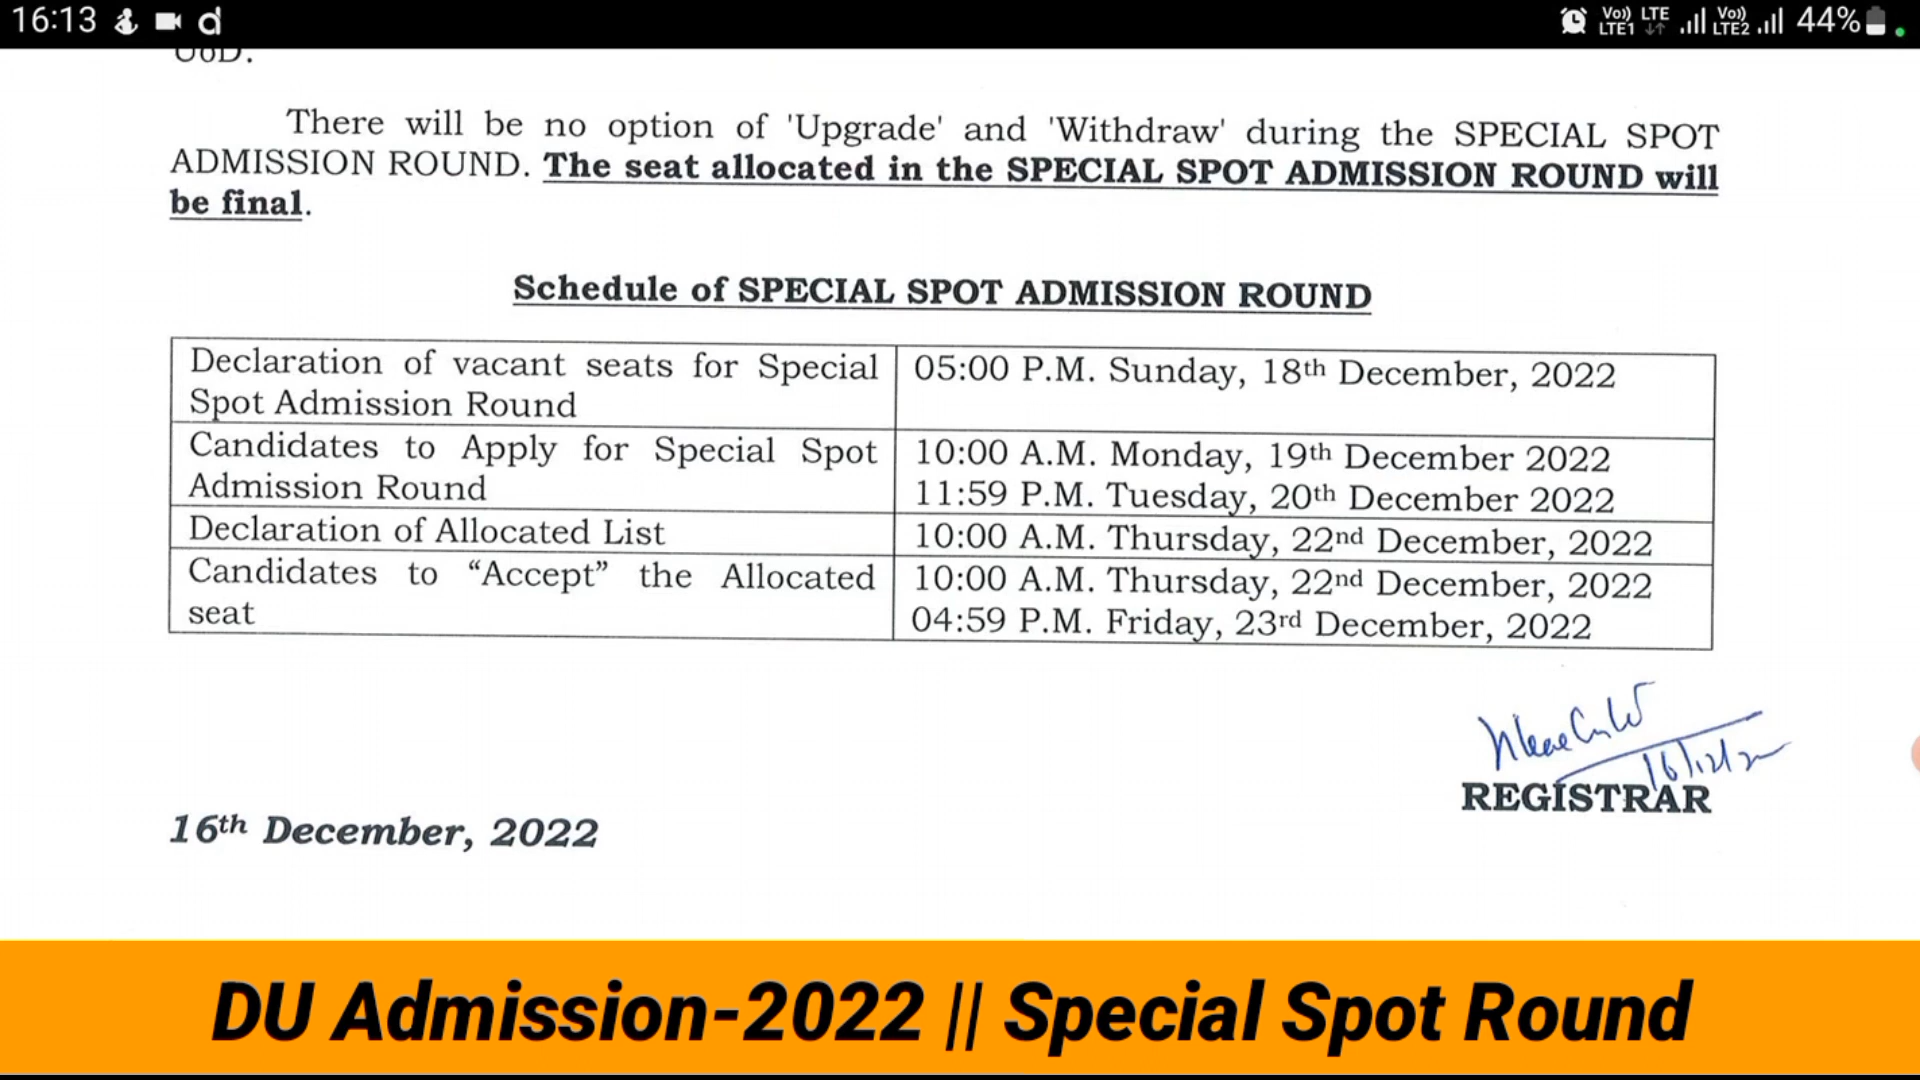 16:13
Vo)) LTE
LTE1
Vo))
LTE2
44%
UoD.
There will be no option of 'Upgrade' and 'Withdraw' during the SPECIAL SPOT
ADMISSION ROUND. The seat allocated in the SPECIAL SPOT ADMISSION ROUND will
be final.
Schedule of SPECIAL SPOT ADMISSION ROUND
Declaration of vacant seats for Special
Spot Admission Round
05:00 P.M. Sunday, 18th December, 2022
Candidates to Apply for Special Spot
Admission Round
10:00 A.M. Monday, 19th December 2022
11:59 P.M. Tuesday, 20th December 2022
Declaration of Allocated List
10:00 A.M. Thursday, 22nd December, 2022
Candidates to “Accept” the Allocated
seat
10:00 A.M. Thursday, 22nd December, 2022
04:59 P.M. Friday, 23rd December, 2022
16/12/22
REGISTRAR
16th December, 2022
DU Admission-2022 || Special Spot Round